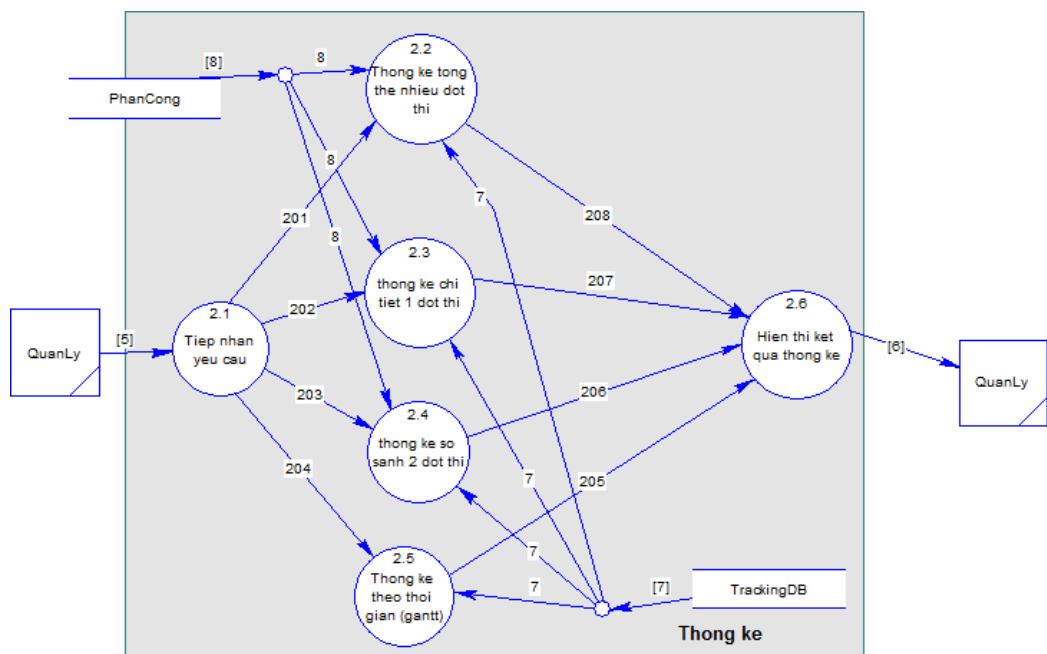 [8]
8
2.2
Thong ke tong
the nhieu dot
thi
PhanCong
8
7
201
208
8
2.3
thong ke chi
tiet 1 dot thi
207
2.1
Tiep nhan
yeu cau
202
2.6
Hien thi ket
qua thong ke
QuanLy
[5]
[6]
QuanLy
203
206
2.4
thong ke so
sanh 2 dot thi
204
7
205
2.5
Thong ke
theo thoi
gian (gantt)
7
7
[7]
TrackingDB
Thong ke